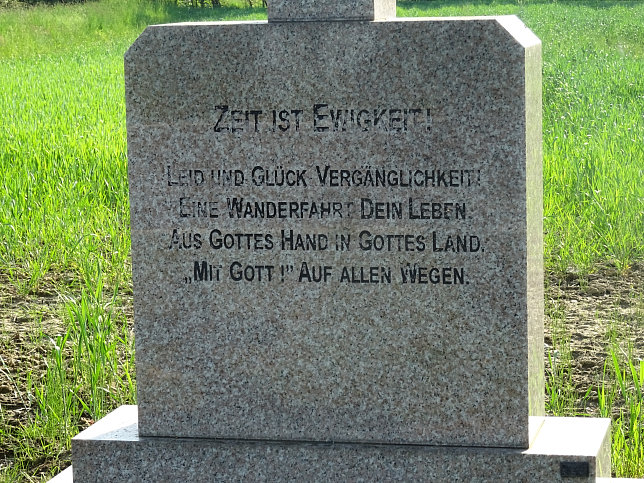 ZEIT IST EWIGKEIT!
LEID UND GLÜCK VERGÄNGLICHKEIT!
EINE WANDERFAHRT DEIN LEBEN
AUS GOTTES HAND IN GOTTES LAND.
„MIT GOTT !” AUF ALLEN WEGEN.